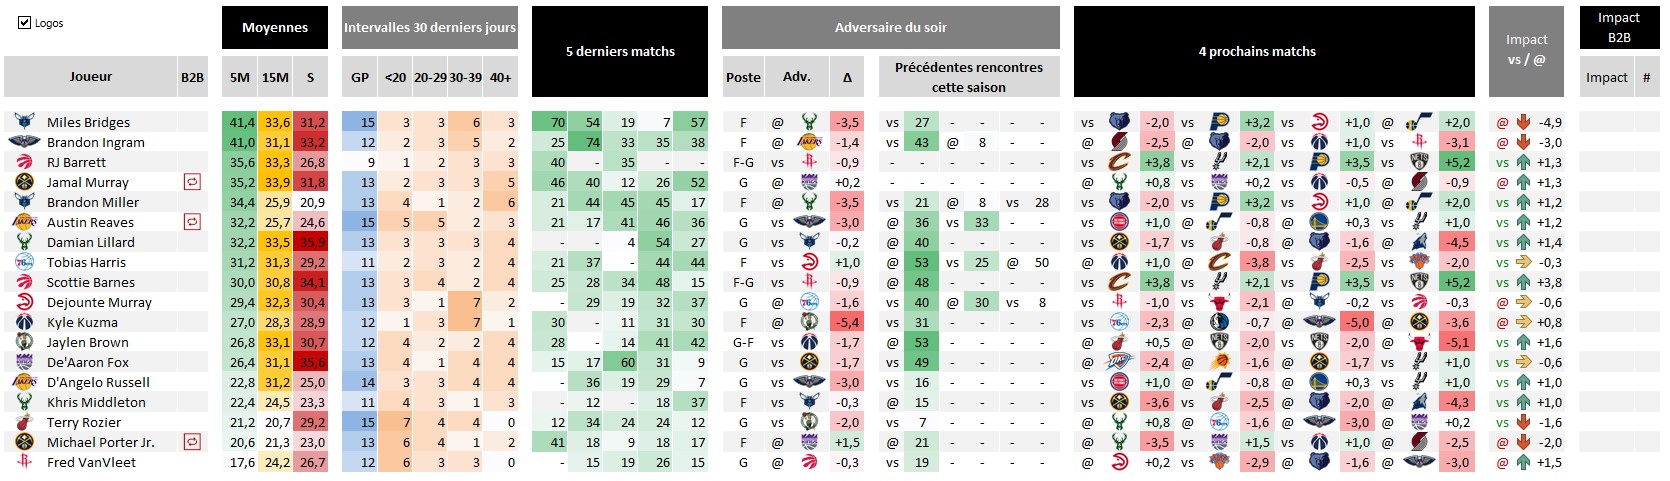 Logos
Moyennes
Intervalles 30 derniers jours
5 derniers matchs
Adversaire du soir
4 prochains matchs
Impact
vs / @
Impact
B2B
Joueur B2B 5M 15M S GP <20 20-29 30-39 40+ Poste Adv. Δ Précédentes rencontres
cette saison
Impact #
Miles Bridges 41,4 33,6 31,2 15 3 3 6 3 70 54 19 7 57 F @ -3,5 vs 27 - - - - vs -2,0 vs +3,2 vs +1,0 @ +2,0 @ -4,9
Brandon Ingram 41,0 31,1 33,2 12 2 3 5 2 25 74 33 35 38 F @ -1,4 vs 43 @ 8 - - @ -2,5 @ -2,0 vs +1,0 vs -3,1 @ -3,0
RJ Barrett 35,6 33,3 26,8 9 1 2 3 3 40 - 35 - - F-G vs -0,9 - - - - - - vs +3,8 vs +2,1 vs +3,5 @ +5,2 vs +1,3
Jamal Murray 35,2 33,9 31,8 13 2 3 3 5 46 40 12 26 52 G @ +0,2 - - - - - - @ +0,8 vs +0,2 vs -0,5 @ -0,9 @ +1,3
Brandon Miller 34,4 25,9 20,9 13 4 1 2 6 21 44 45 45 17 F @ -3,5 vs 21 @ 8 vs 28 vs -2,0 vs +3,2 vs +1,0 @ +2,0 vs +1,2
Austin Reaves 32,2 25,7 24,6 15 5 5 2 3 21 17 41 46 36 G vs -3,0 @ 36 vs 33 - - vs +1,0 @ -0,8 @ +0,3 vs +1,0 vs +1,2
Damian Lillard 32,2 33,5 35,9 13 3 3 3 4 - - 4 54 27 G vs -0,2 @ 40 - - - - vs -1,7 vs -0,8 @ -1,6 @ -4,5 vs +1,4
Tobias Harris 31,2 31,3 29,2 11 2 2 3 4 21 37 - 44 44 F vs +1,0 @ 53 vs 25 @ 50 @ +1,0 @ -3,8 vs -2,5 vs -2,0 vs -0,3
Scottie Barnes 30,0 30,8 34,1 13 3 4 2 4 25 28 34 48 15 F-G vs -0,9 @ 48 - - - - vs +3,8 vs +2,1 vs +3,5 @ +5,2 vs +3,8
Dejounte Murray 29,4 32,3 30,4 13 3 1 7 2 - 29 19 32 37 G @ -1,6 vs 40 @ 30 vs 8 vs -1,0 vs -2,1 @ -0,2 vs -0,3 @ -0,6
Kyle Kuzma 27,0 28,3 28,9 12 1 3 7 1 30 - 11 31 30 F @ -5,4 vs 31 - - - - vs -2,3 @ -0,7 @ -5,0 @ -3,6 @ +0,8
Jaylen Brown 26,8 33,1 30,7 12 4 2 2 4 28 - 14 41 42 G-F vs -1,7 @ 53 - - - - vs +0,5 @ -2,0 vs -2,0 @ -5,1 vs +1,6
De'Aaron Fox 26,4 31,1 35,6 13 4 1 4 4 15 17 60 31 9 G vs -1,7 vs 49 - - - - @ -2,4 @ -1,6 @ -1,7 vs +1,0 vs -0,6
D'Angelo Russell 22,8 31,2 25,0 14 3 3 4 4 - 36 19 29 7 G vs -3,0 vs 16 - - - - vs +1,0 @ -0,8 @ +0,3 vs +1,0 vs +1,0
Khris Middleton 22,4 24,5 23,3 11 4 3 1 3 - 12 - 18 37 F vs -0,3 @ 15 - - - - vs -3,6 vs -2,5 @ -2,0 @ -4,3 vs +1,0
Terry Rozier 21,2 20,7 29,2 15 7 4 4 0 12 34 24 24 12 G vs -2,0 vs 7 - - - - @ +0,8 @ -1,6 @ -3,0 vs +0,2 vs -1,6
Michael Porter Jr. 20,6 21,3 23,0 13 6 4 1 2 41 18 9 18 17 F @ +1,5 @ 21 - - - - @ -3,5 vs +1,5 vs +1,0 @ -2,5 @ -2,0
Fred VanVleet 17,6 24,2 26,7 12 6 3 3 0 - 15 19 26 15 G @ -0,3 vs 19 - - - - @ +0,2 vs -2,9 @ -1,6 @ -3,0 @ +1,5